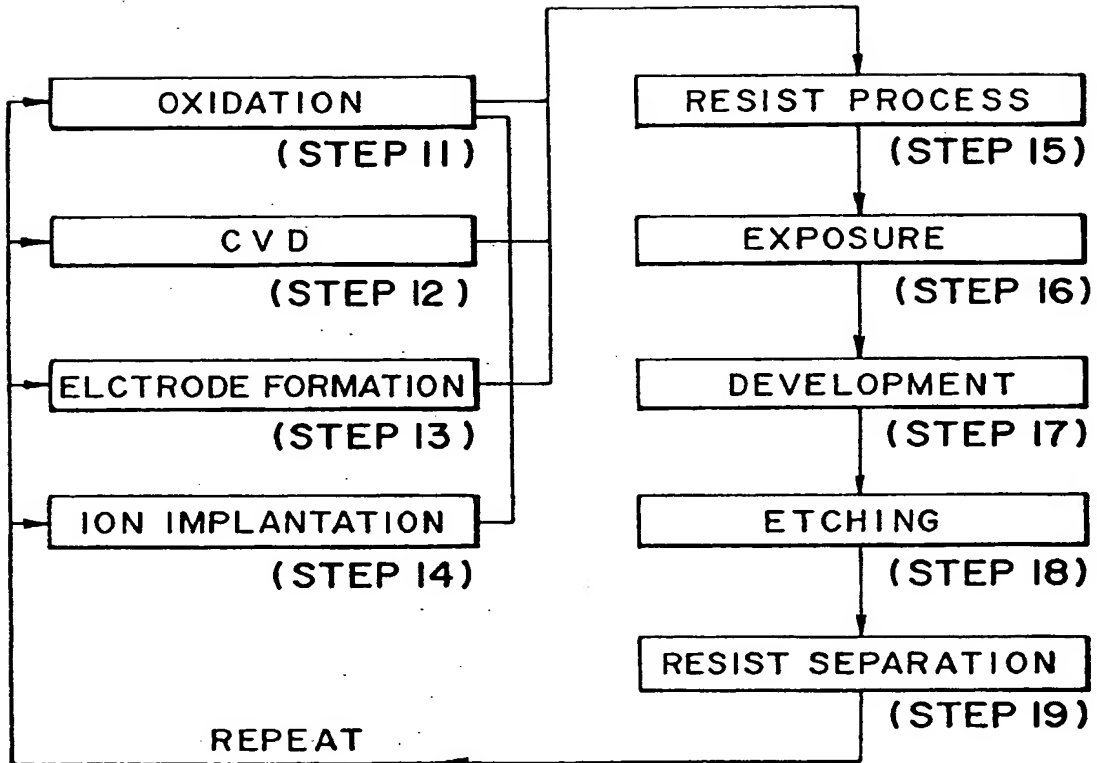 OXIDATION
(STEP 11)
CVD
(STEP 12)
ELCTRODE FORMATION
(STEP 13)
ION IMPLANTATION
(STEP 14)
RESIST PROCESS
(STEP 15)
EXPOSURE
(STEP 16)
DEVELOPMENT
(STEP 17)
ETCHING
(STEP 18)
RESIST SEPARATION
(STEP 19)
REPEAT